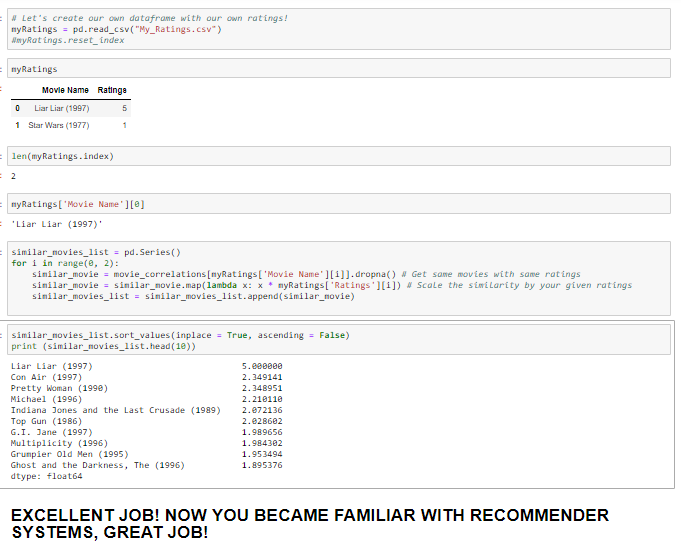 # Let's create our own dataframe with our own ratings!
myRatings = pd.read_csv("My_Ratings.csv")
#myRatings.reset_index
myRatings
Movie Name Ratings
0 Liar Liar (1997) 5
1 Star Wars (1977) 1
len(myRatings.index)
2
myRatings['Movie Name'][0]
'Liar Liar (1997)'
similar_movies_list = pd.Series()
for i in range(0, 2):
    similar_movie = movie_correlations[myRatings['Movie Name'][i]].dropna() # Get same movies with same ratings
    similar_movie = similar_movie.map(lambda x: x * myRatings['Ratings'][i]) # Scale the similarity by your given ratings
    similar_movies_list = similar_movies_list.append(similar_movie)
similar_movies_list.sort_values(inplace = True, ascending = False)
print (similar_movies_list.head(10))
Liar Liar (1997) 5.000000
Con Air (1997) 2.349141
Pretty Woman (1990) 2.348951
Michael (1996) 2.210110
Indiana Jones and the Last Crusade (1989) 2.072136
Top Gun (1986) 2.028602
G.I. Jane (1997) 1.989656
Multiplicity (1996) 1.984302
Grumpier Old Men (1995) 1.953494
Ghost and the Darkness, The (1996) 1.895376
dtype: float64
EXCELLENT JOB! NOW YOU BECAME FAMILIAR WITH RECOMMENDER
SYSTEMS, GREAT JOB!